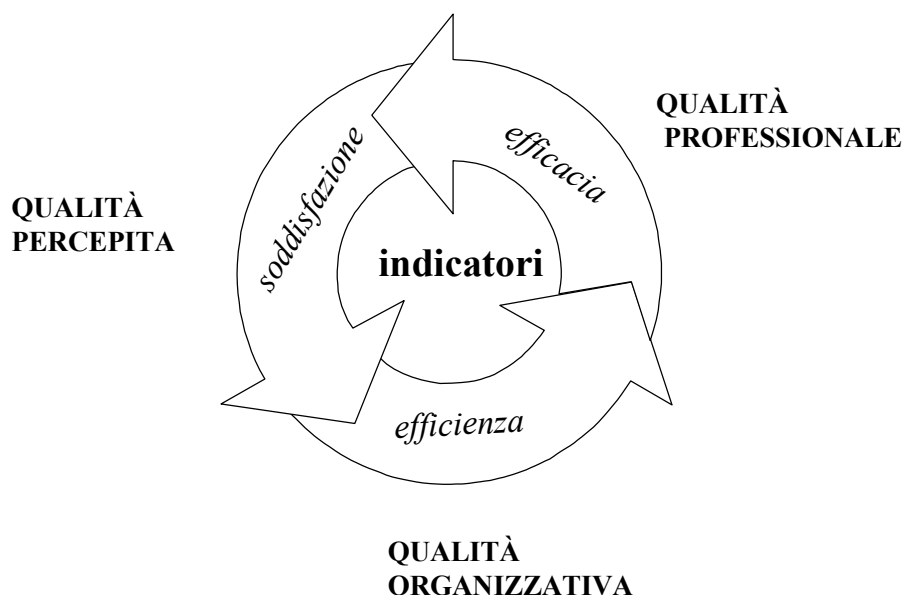 QUALITÀ
PROFESSIONALE
efficacia
soddisfazione
QUALITÀ
PERCEPITA
indicatori
efficienza
QUALITÀ
ORGANIZZATIVA